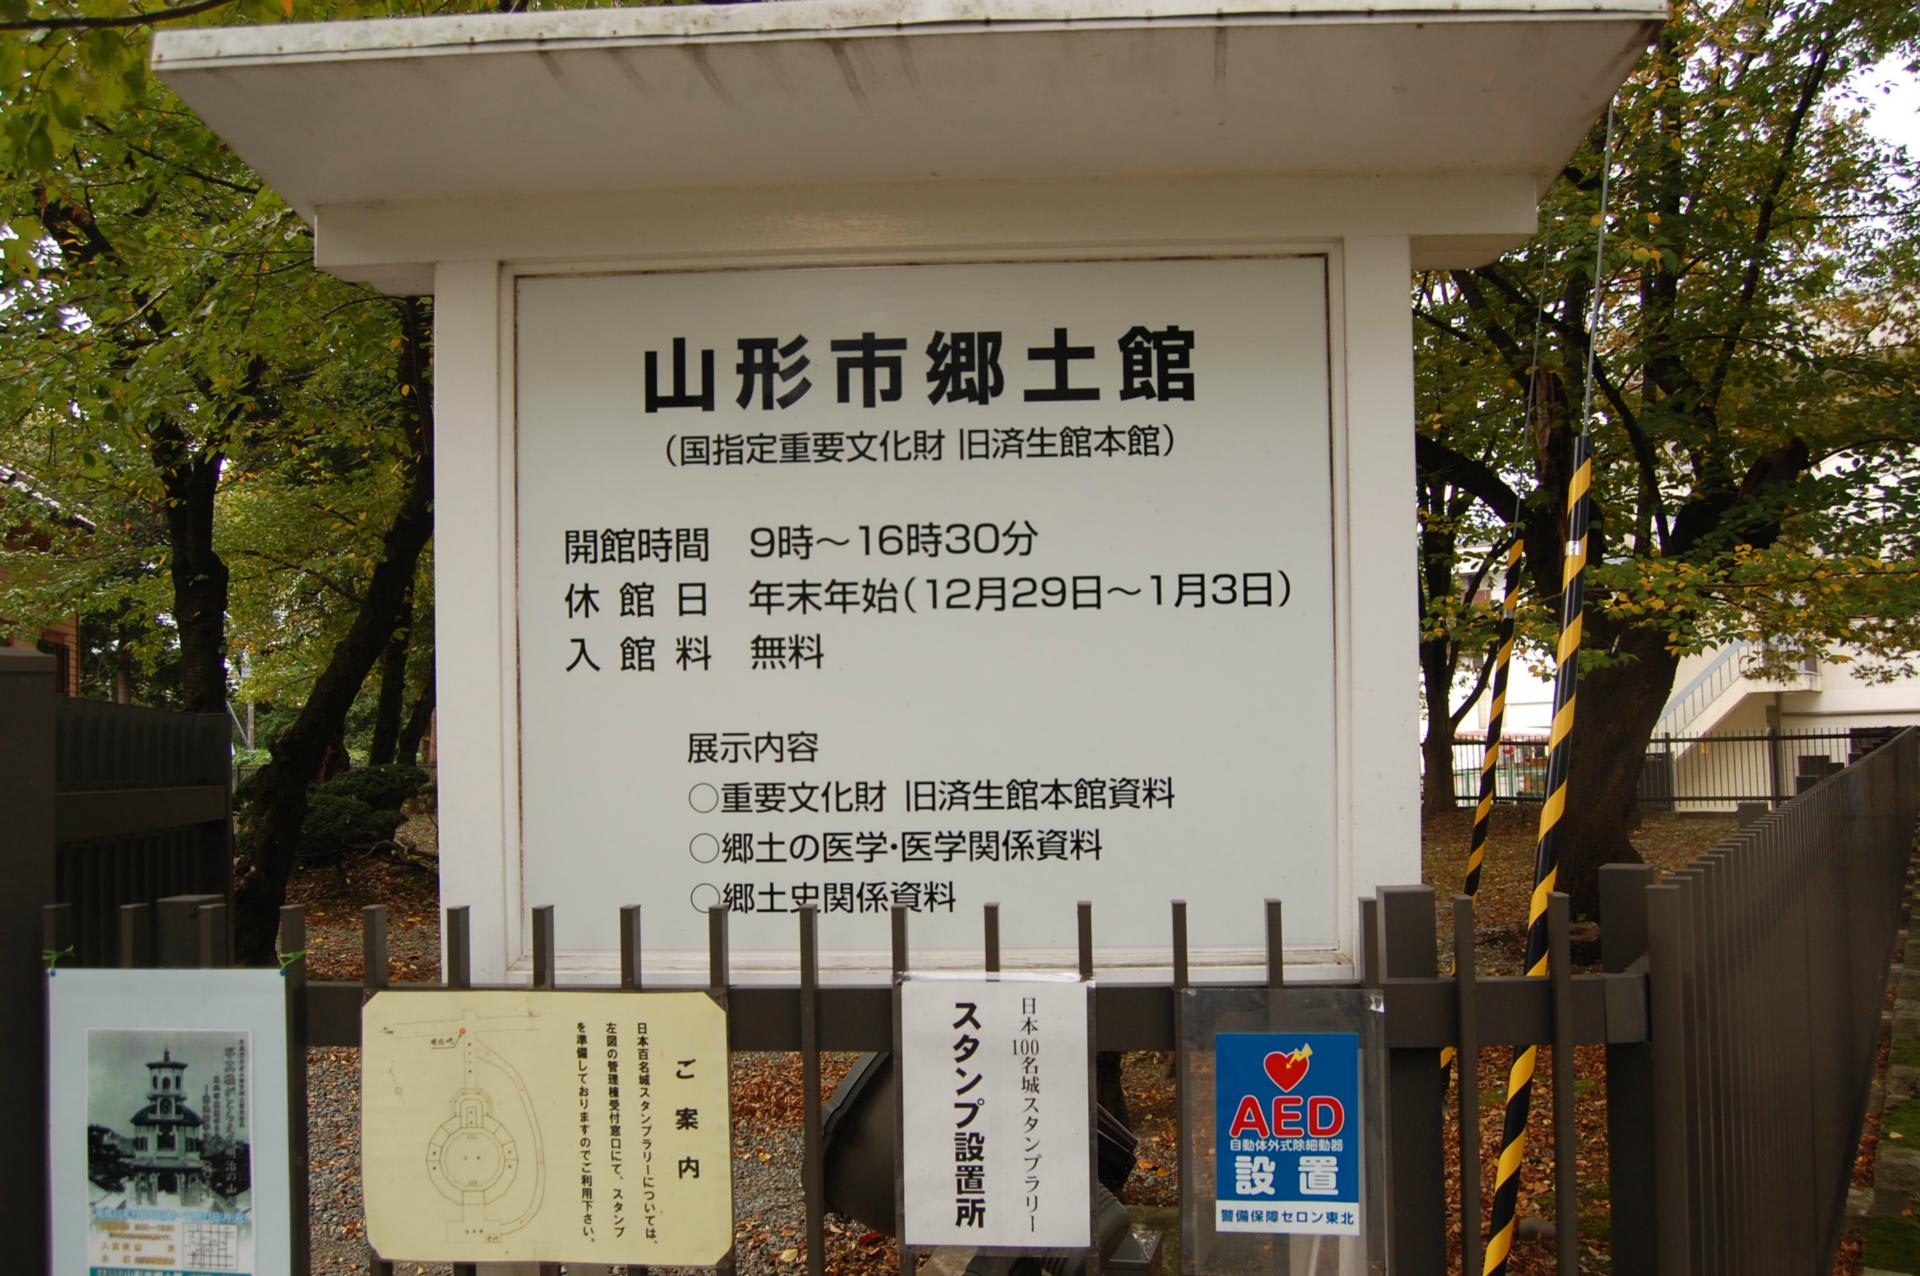 山形市郷土館
（国指定重要文化財 旧済生館本館）
開館時間 9時～16時30分
休館日 年末年始（12月29日～1月3日）
入館料 無料
展示内容
○重要文化財 旧済生館本館資料
○郷土の医学・医学関係資料
○郷土史関係資料
ご案内
日本百名城スタンプラリーについては、
左図の管理棟受付窓口にて、スタンプ
を準備しておりますのでご利用下さい。
現在地
日本100名城スタンプラリー
スタンプ設置所
AED
自動体外式除細動器
設置
警備保障セロン東北